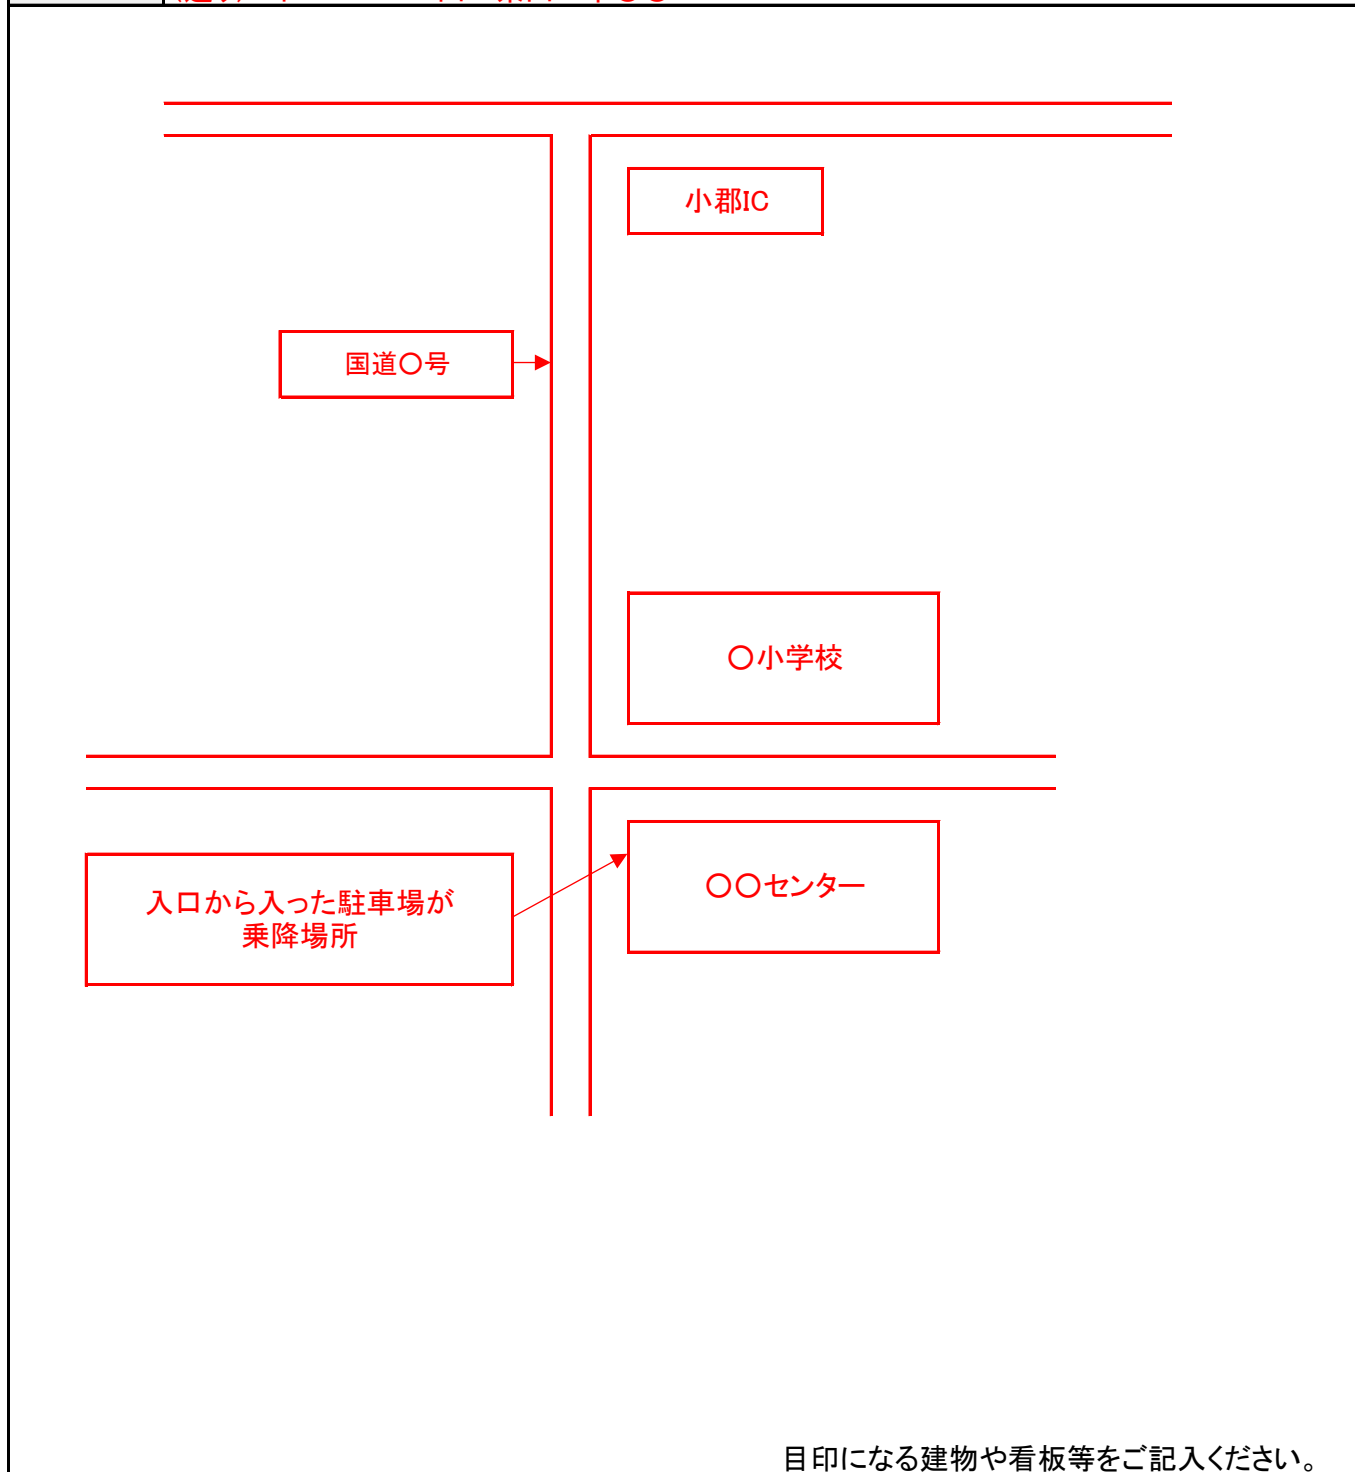 小郡IC
国道〇号
〇小学校
〇〇センター
入口から入った駐車場が
乗降場所
目印になる建物や看板等をご記入ください。